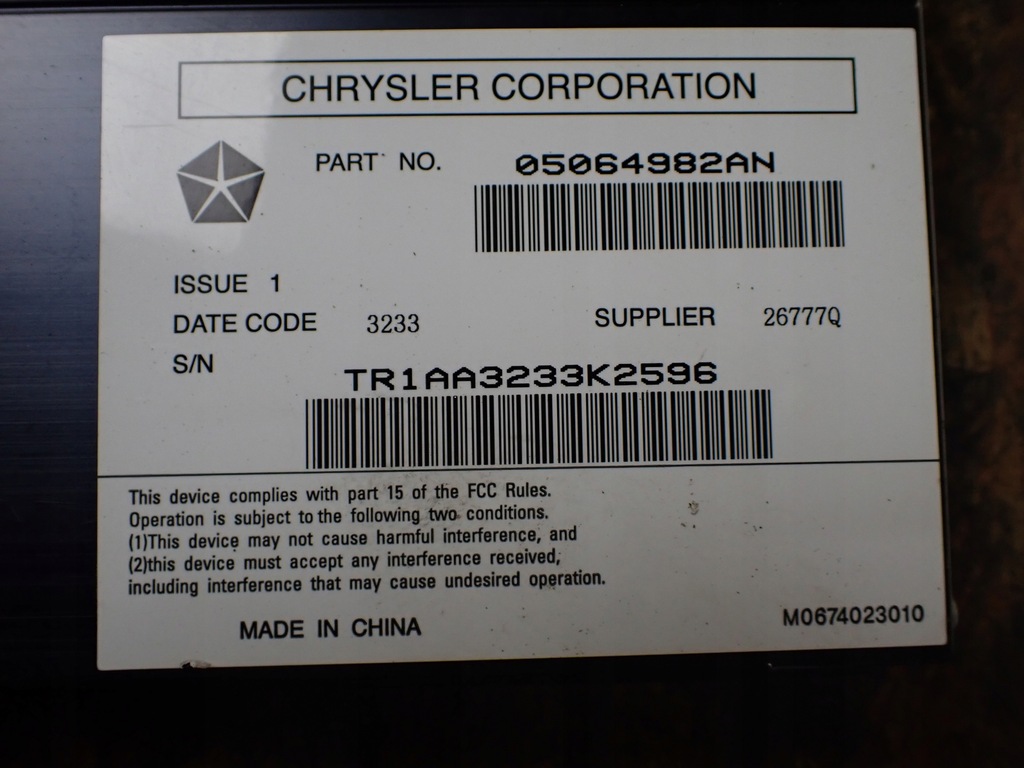 CHRYSLER CORPORATION
PART NO. 05064982AN
ISSUE 1
DATE CODE 3233 SUPPLIER 26777Q
S/N TR1AA3233K2596
This device complies with part 15 of the FCC Rules.
Operation is subject to the following two conditions.
(1)This device may not cause harmful interference, and
(2)this device must accept any interference received,
including interference that may cause undesired operation.
MADE IN CHINA M0674023010